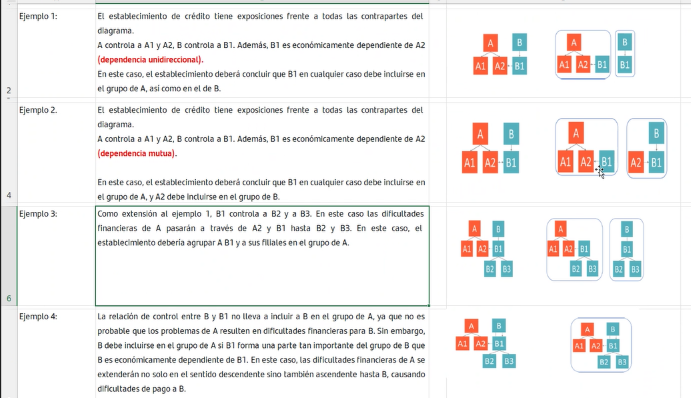 Ejemplo 1:
El establecimiento de crédito tiene exposiciones frente a todas las contrapartes del
diagrama.
A controla a A1 y A2, B controla a B1. Además, B1 es económicamente dependiente de A2
(dependencia unidireccional).
En este caso, el establecimiento deberá concluir que B1 en cualquier caso debe incluirse en
el grupo de A, así como en el de B.
2
A B
A1 A2 B1
A B
A1 A2 B1 B1
Ejemplo 2.
El establecimiento de crédito tiene exposiciones frente a todas las contrapartes del
diagrama.
A controla a A1 y A2, B controla a B1. Además, B1 es económicamente dependiente de A2
(dependencia mutua).
En este caso, el establecimiento deberá concluir que B1 en cualquier caso debe incluirse en
el grupo de A, y A2 debe incluirse en el grupo de B.
4
A B
A1 A2 B1
A B
A1 A2 B1 A2 B1
Ejemplo 3:
Como extensión al ejemplo 1, B1 controla a B2 y a B3. En este caso las dificultades
financieras de A pasarán a través de A2 y B1 hasta B2 y B3. En este caso, el
establecimiento debería agrupar A B1 y a sus filiales en el grupo de A.
6
A B
A1 A2 B1
B2 B3
A B
A1 A2 B1 B1
B2 B3 B2 B3
Ejemplo 4:
La relación de control entre B y B1 no lleva a incluir a B en el grupo de A, ya que no es
probable que los problemas de A resulten en dificultades financieras para B. Sin embargo,
B debe incluirse en el grupo de A si B1 forma una parte tan importante del grupo de B que
B es económicamente dependiente de B1. En este caso, las dificultades financieras de A se
extenderán no solo en el sentido descendente sino también ascendente hasta B, causando
dificultades de pago a B.
A B
A1 A2 B1
B2 B3
A B
A1 A2 B1
B2 B3